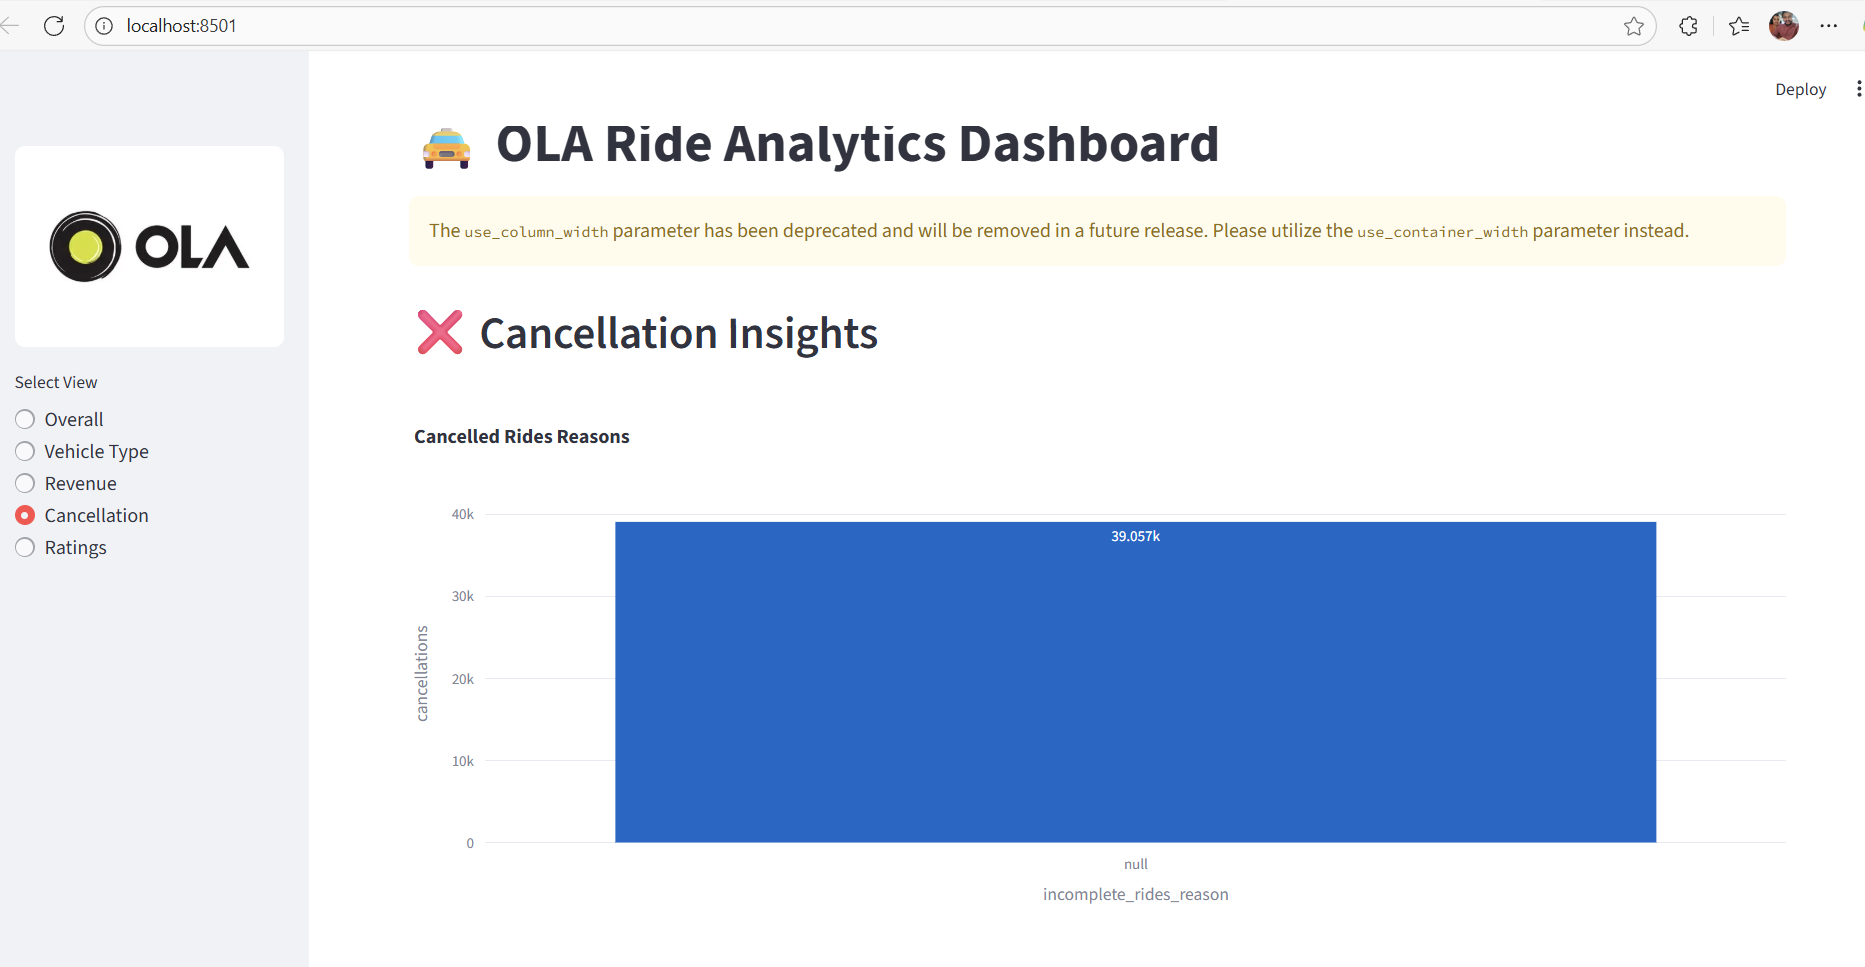 localhost:8501
Deploy
OLA Ride Analytics Dashboard
The use_column_width parameter has been deprecated and will be removed in a future release. Please utilize the use_container_width parameter instead.
OLA
Select View
Overall
Vehicle Type
Revenue
Cancellation
Ratings
Cancellation Insights
Cancelled Rides Reasons
40k
30k
20k
10k
0
cancellations
39.057k
null
incomplete_rides_reason